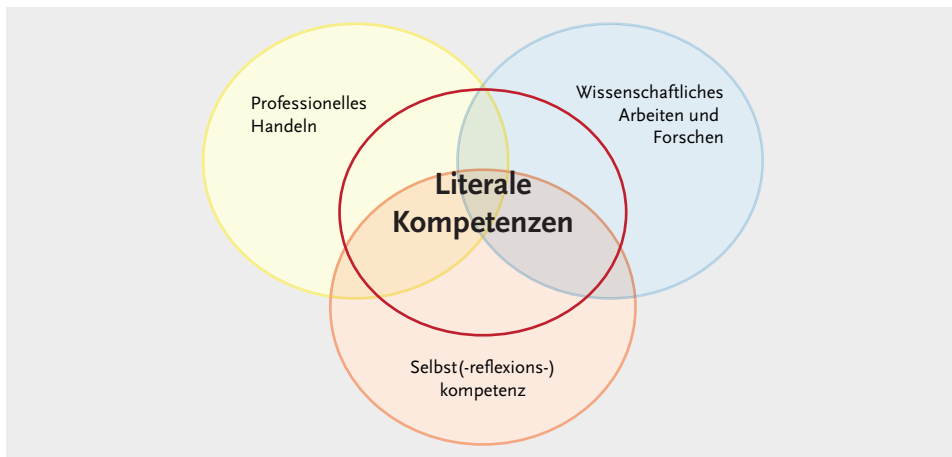 Professionelles
Handeln
Wissenschaftliches
Arbeiten und
Forschen
Literale
Kompetenzen
Selbst(-reflexions-)
kompetenz